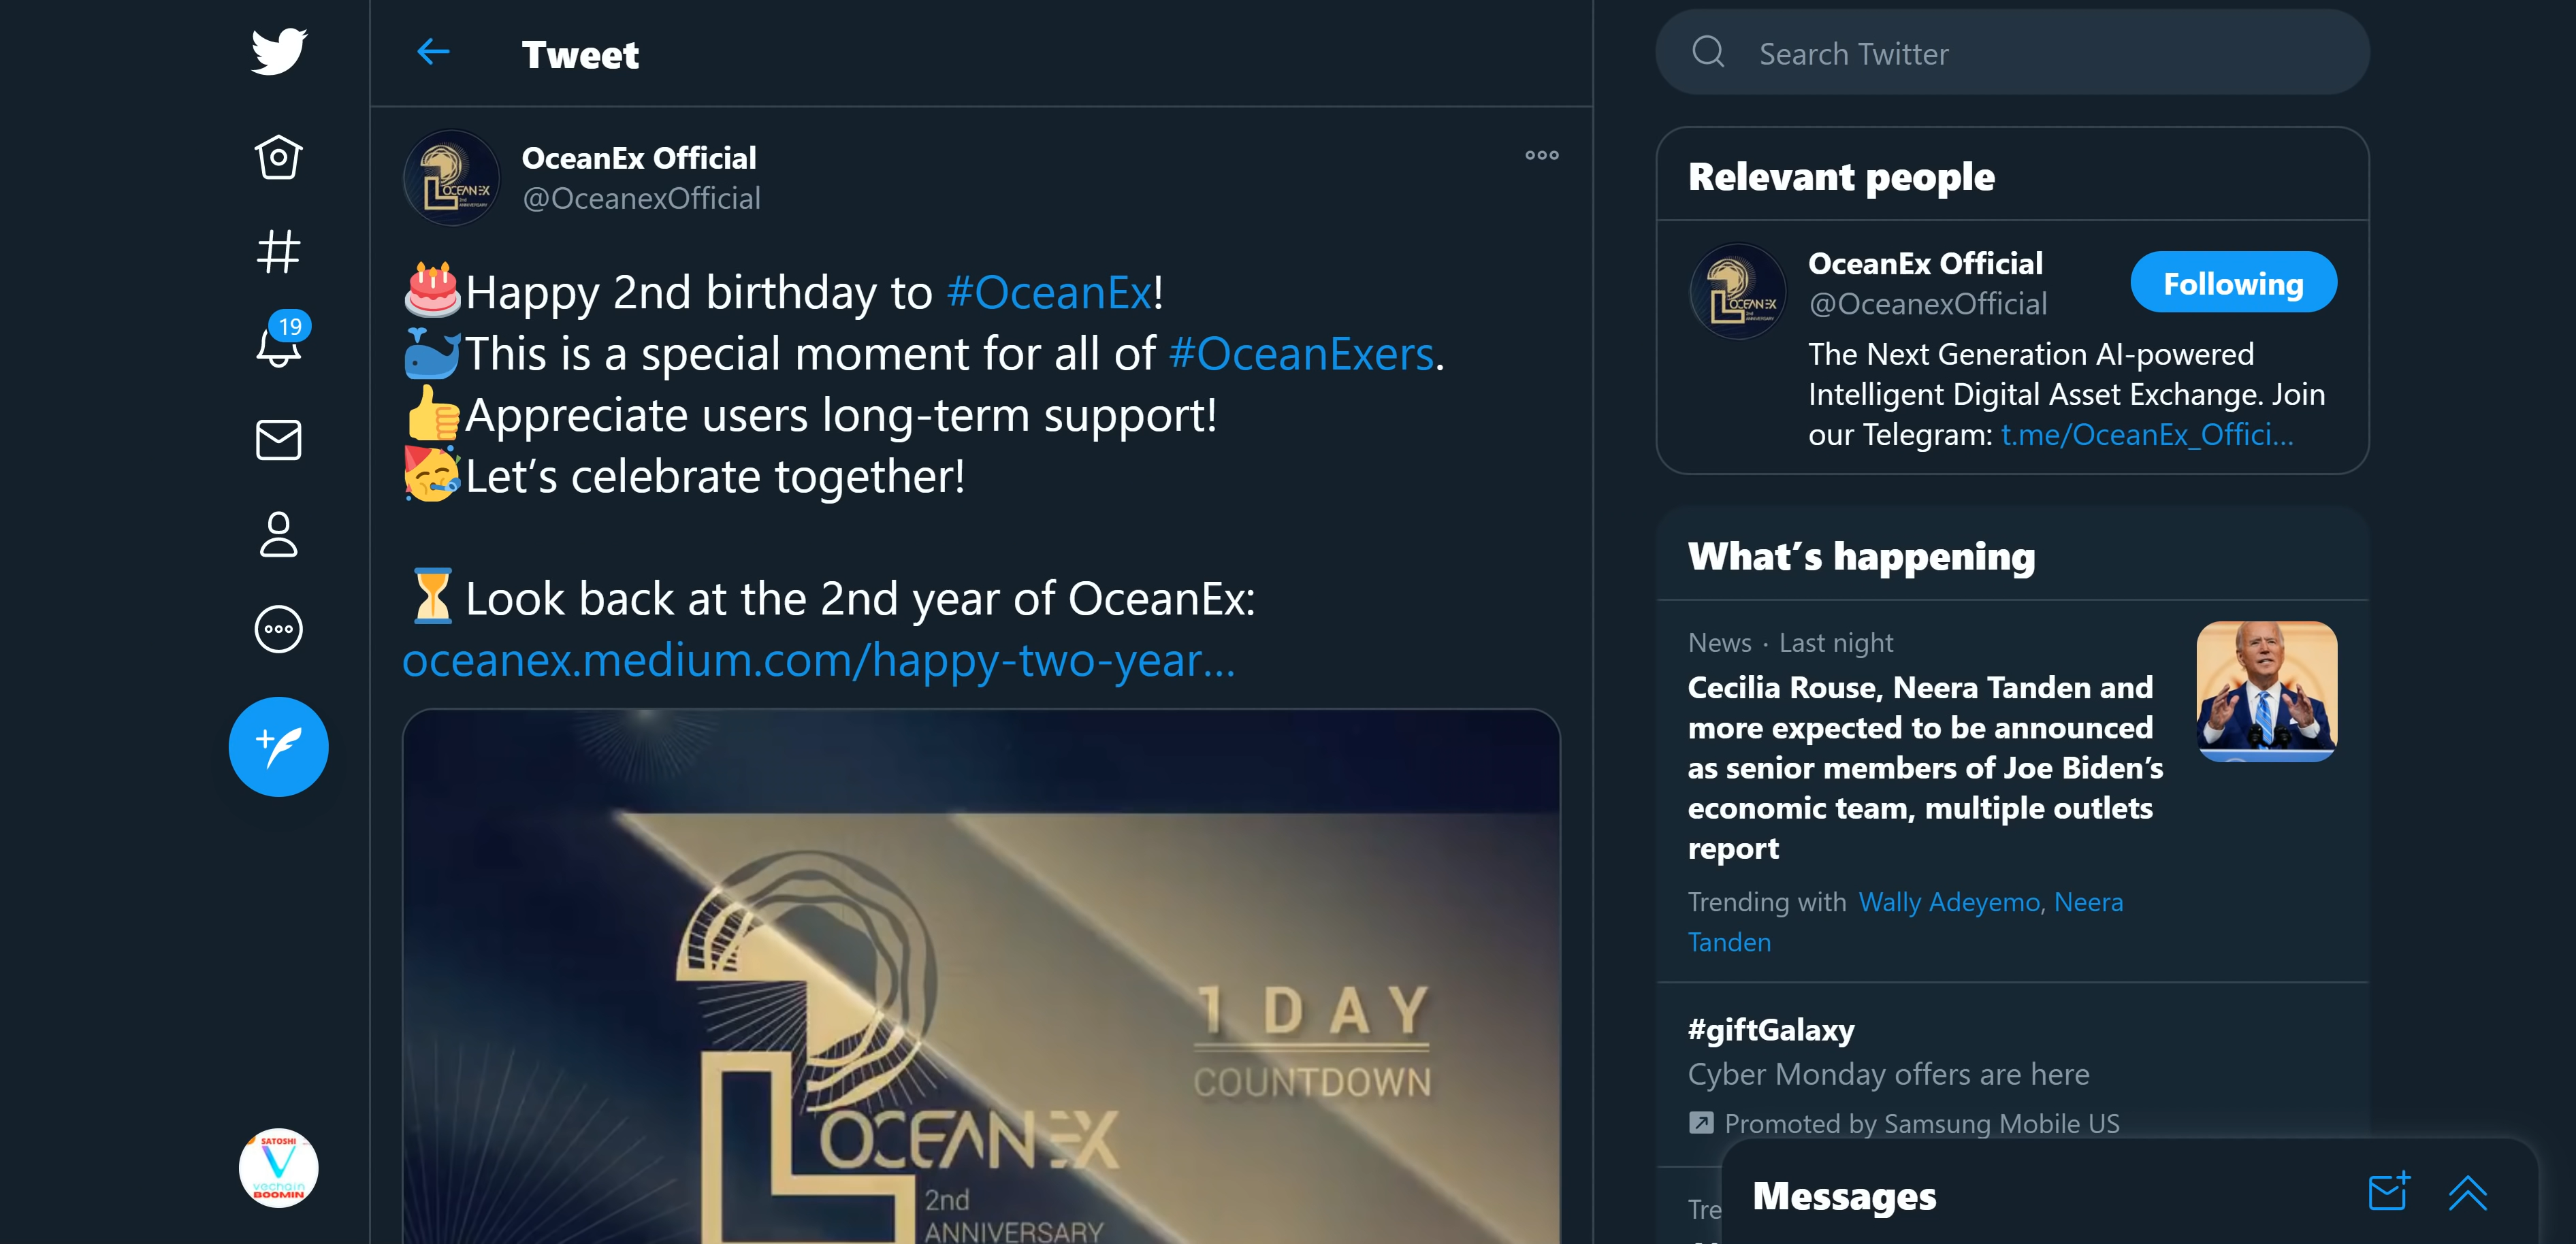 Tweet
OceanEx Official
@OceanexOfficial
🎂Happy 2nd birthday to #OceanEx!
🐳This is a special moment for all of #OceanExers.
👍Appreciate users long-term support!
🥳Let’s celebrate together!
⏳Look back at the 2nd year of OceanEx:
oceanex.medium.com/happy-two-year…
1 DAY
COUNTDOWN
OCEANEX
2nd
ANNIVERSARY
19
SATOSHI
vechain
BOOMIN
Search Twitter
Relevant people
OceanEx Official
@OceanexOfficial
Following
The Next Generation AI-powered
Intelligent Digital Asset Exchange. Join
our Telegram: t.me/OceanEx_Offici…
What’s happening
News · Last night
Cecilia Rouse, Neera Tanden and
more expected to be announced
as senior members of Joe Biden’s
economic team, multiple outlets
report
Trending with Wally Adeyemo, Neera
Tanden
#giftGalaxy
Cyber Monday offers are here
Promoted by Samsung Mobile US
Tre
Messages